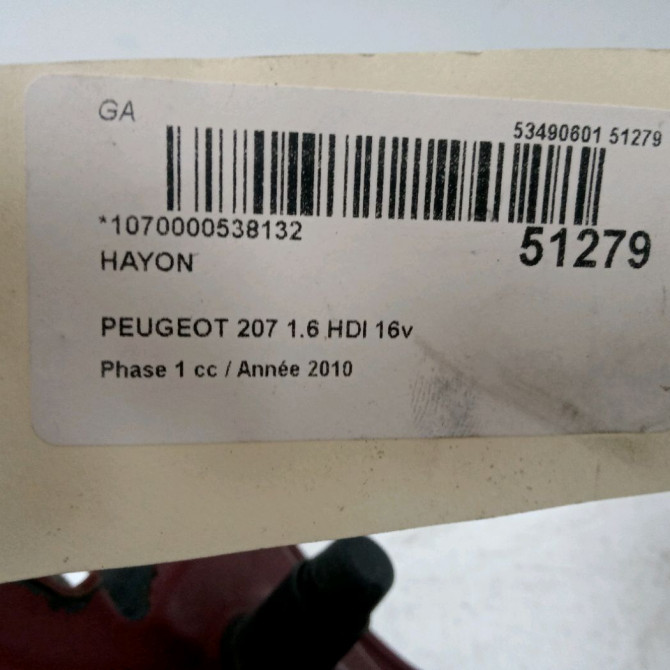 GA
53490601 51279
*1070000538132
51279
HAYON
PEUGEOT 207 1.6 HDI 16v
Phase 1 cc / Année 2010